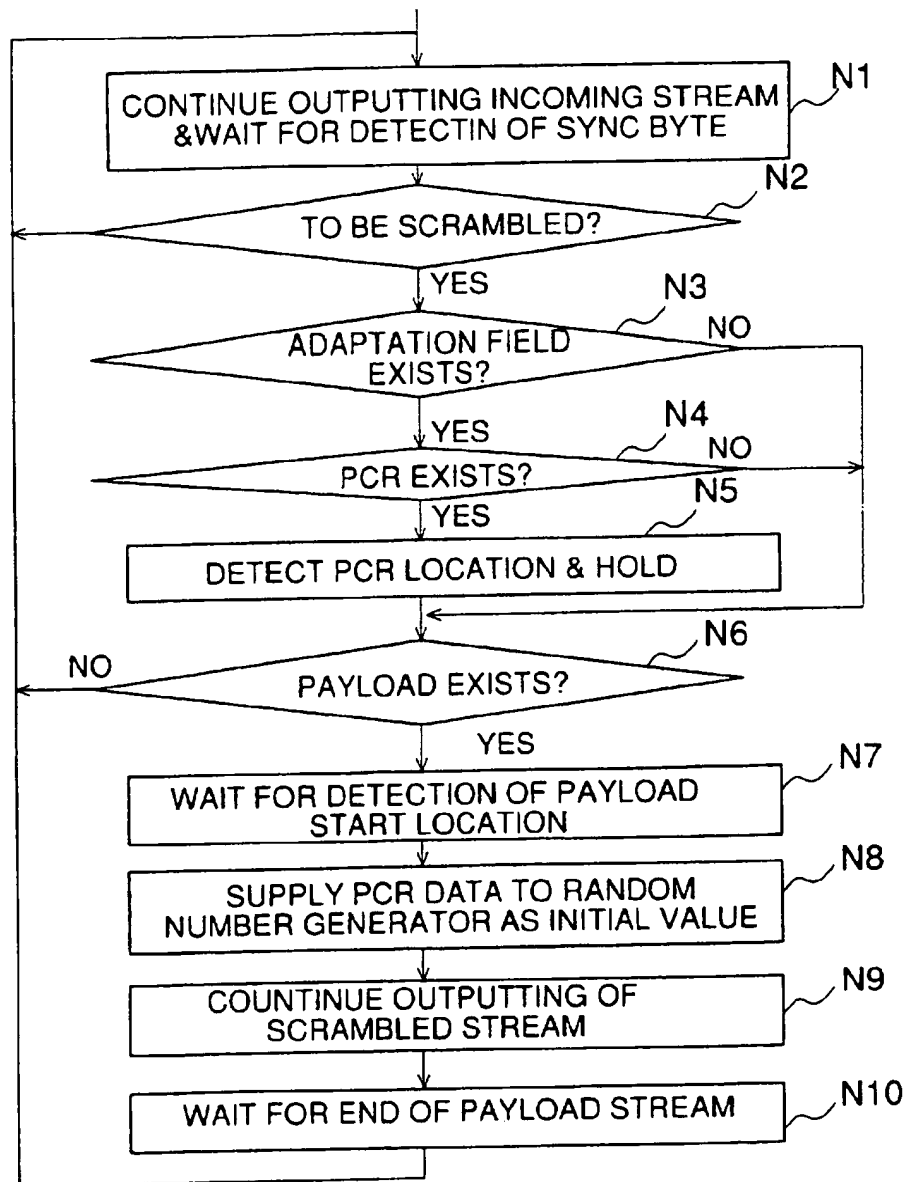 CONTINUE OUTPUTTING INCOMING STREAM
&WAIT FOR DETECTIN OF SYNC BYTE
N1
TO BE SCRAMBLED?
N2
YES
ADAPTATION FIELD
EXISTS?
N3
NO
YES
PCR EXISTS?
N4
NO
YES
DETECT PCR LOCATION & HOLD
N5
PAYLOAD EXISTS?
N6
NO
YES
WAIT FOR DETECTION OF PAYLOAD
START LOCATION
N7
SUPPLY PCR DATA TO RANDOM
NUMBER GENERATOR AS INITIAL VALUE
N8
COUNTINUE OUTPUTTING OF
SCRAMBLED STREAM
N9
WAIT FOR END OF PAYLOAD STREAM
N10